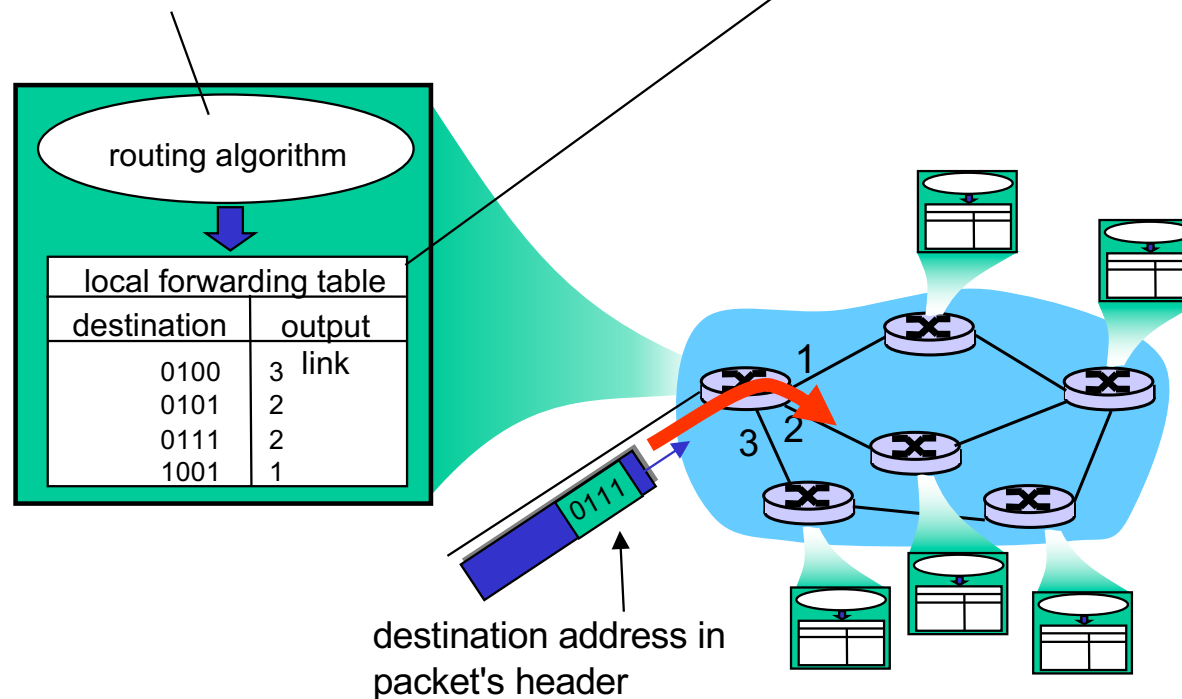 routing algorithm
local forwarding table
destination
output
link
0100 3
0101 2
0111 2
1001 1
1
2
3
0111
destination address in
packet's header